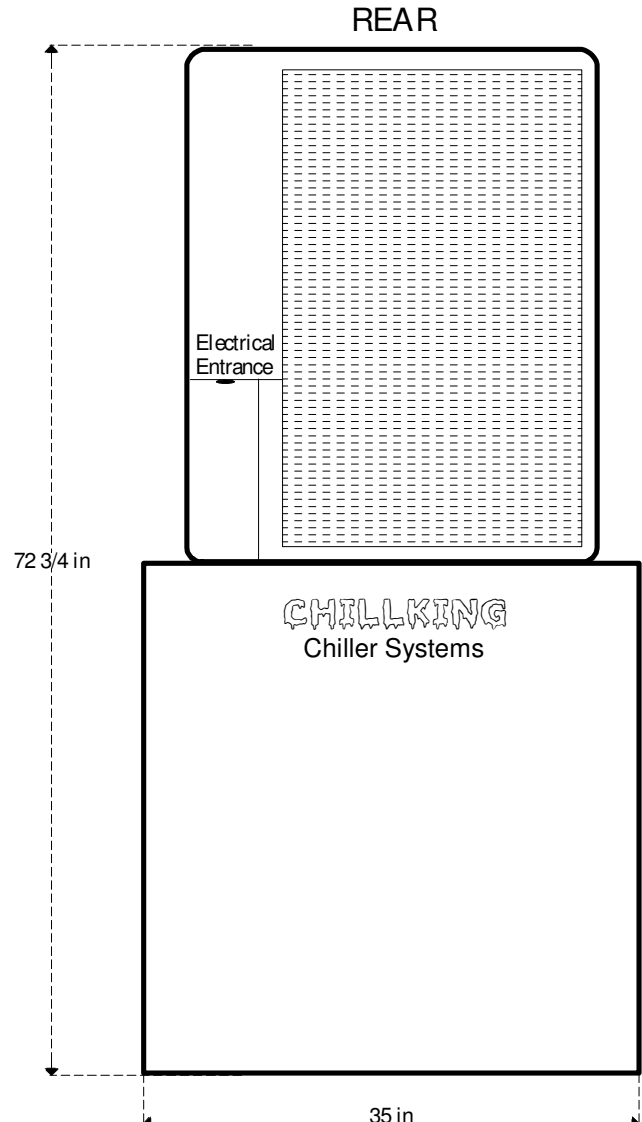 REAR
Electrical
Entrance
72 3/4 in
CHILLKING
Chiller Systems
35 in